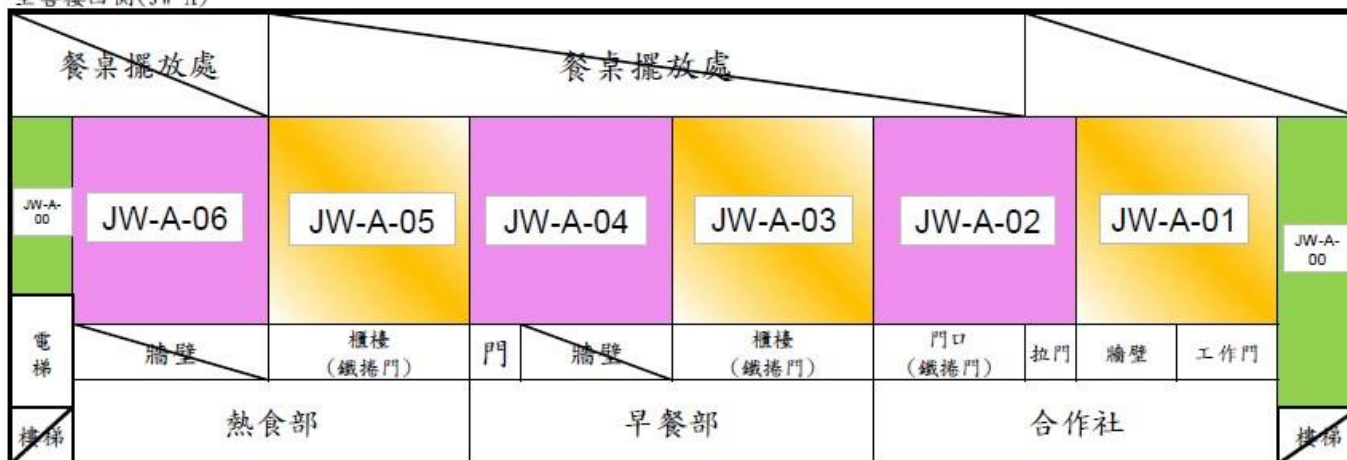 (JW-A)
餐桌擺放處
餐桌擺放處
JW-A-
00
JW-A-06
JW-A-05
JW-A-04
JW-A-03
JW-A-02
JW-A-01
JW-A-
00
電
梯
牆壁
櫃檯
(鐵捲門)
門
牆壁
櫃檯
(鐵捲門)
門口
(鐵捲門)
拉門
牆壁
工作門
樓梯
熱食部
早餐部
合作社
樓梯